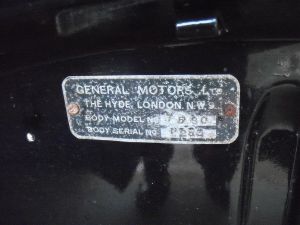 GENERAL MOTORS, LTD
THE HYDE, LONDON, N.W.9.
BODY MODEL NO
BODY SERIAL NO